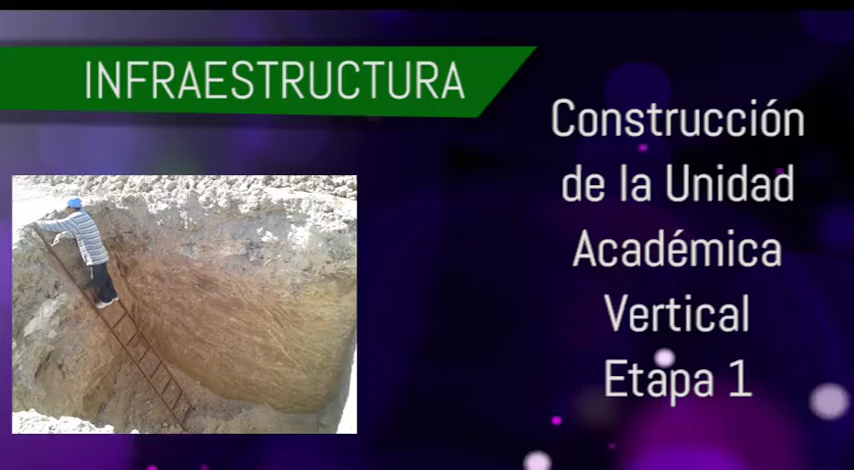 INFRAESTRUCTURA
Construcción
de la Unidad
Académica
Vertical
Etapa 1